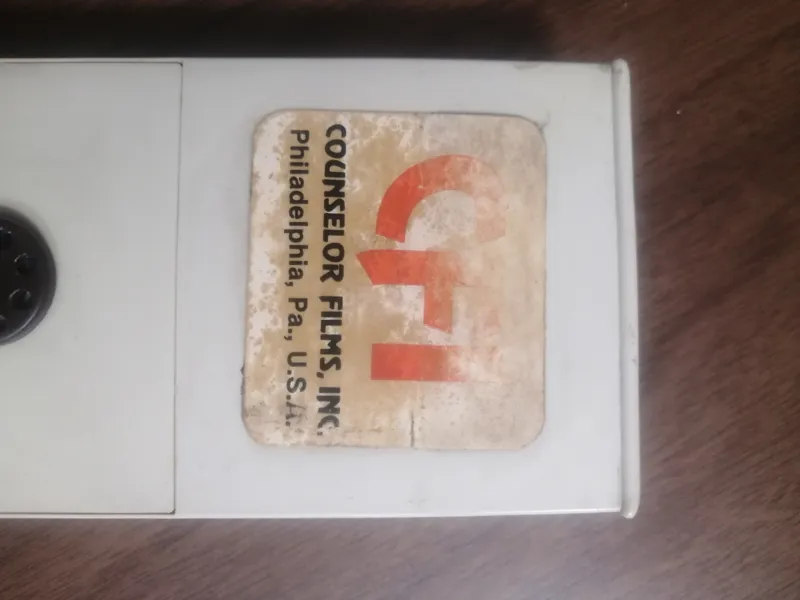 CFI
COUNSELOR FILMS, INC.
Philadelphia, Pa., U.S.A.